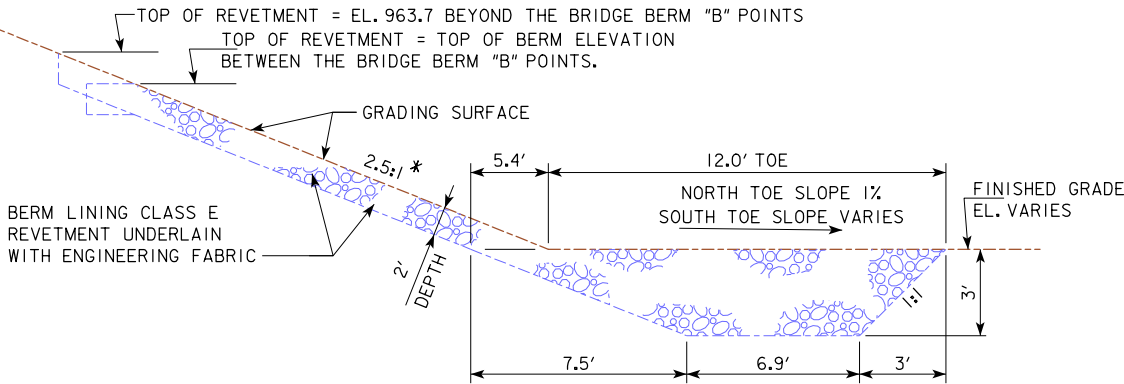 TOP OF REVETMENT = EL. 963.7 BEYOND THE BRIDGE BERM "B" POINTS
TOP OF REVETMENT = TOP OF BERM ELEVATION
BETWEEN THE BRIDGE BERM "B" POINTS.
GRADING SURFACE
2.5:1 *
5.4'
12.0' TOE
NORTH TOE SLOPE 1%
SOUTH TOE SLOPE VARIES
FINISHED GRADE
EL. VARIES
BERM LINING CLASS E
REVETMENT UNDERLAIN
WITH ENGINEERING FABRIC
2'
DEPTH
1:1
3'
7.5'
6.9'
3'